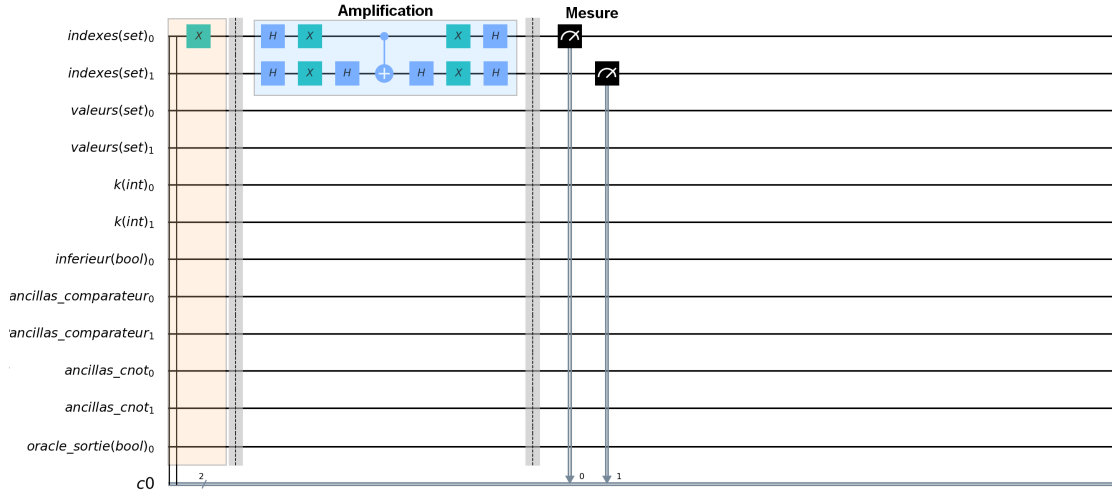 Amplification Mesure
indexes(set)₀ X H X X H
indexes(set)₁ H X H H X H
valeurs(set)₀
valeurs(set)₁
k(int)₀
k(int)₁
inferieur(bool)₀
ancillas_comparateur₀
ancillas_comparateur₁
ancillas_cnot₀
ancillas_cnot₁
oracle_sortie(bool)₀
c0 2 0 1